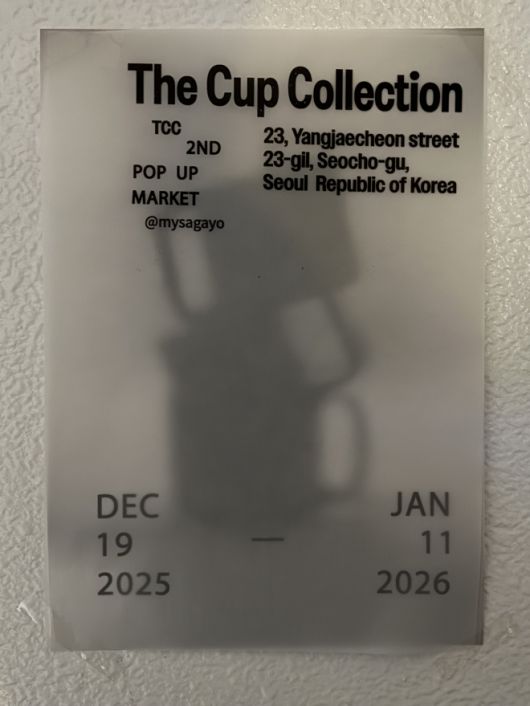 The Cup Collection
TCC
2ND
POP UP
MARKET
@mysagayo
23, Yangjaecheon street
23-gil, Seocho-gu,
Seoul Republic of Korea
DEC
19
2025
—
JAN
11
2026